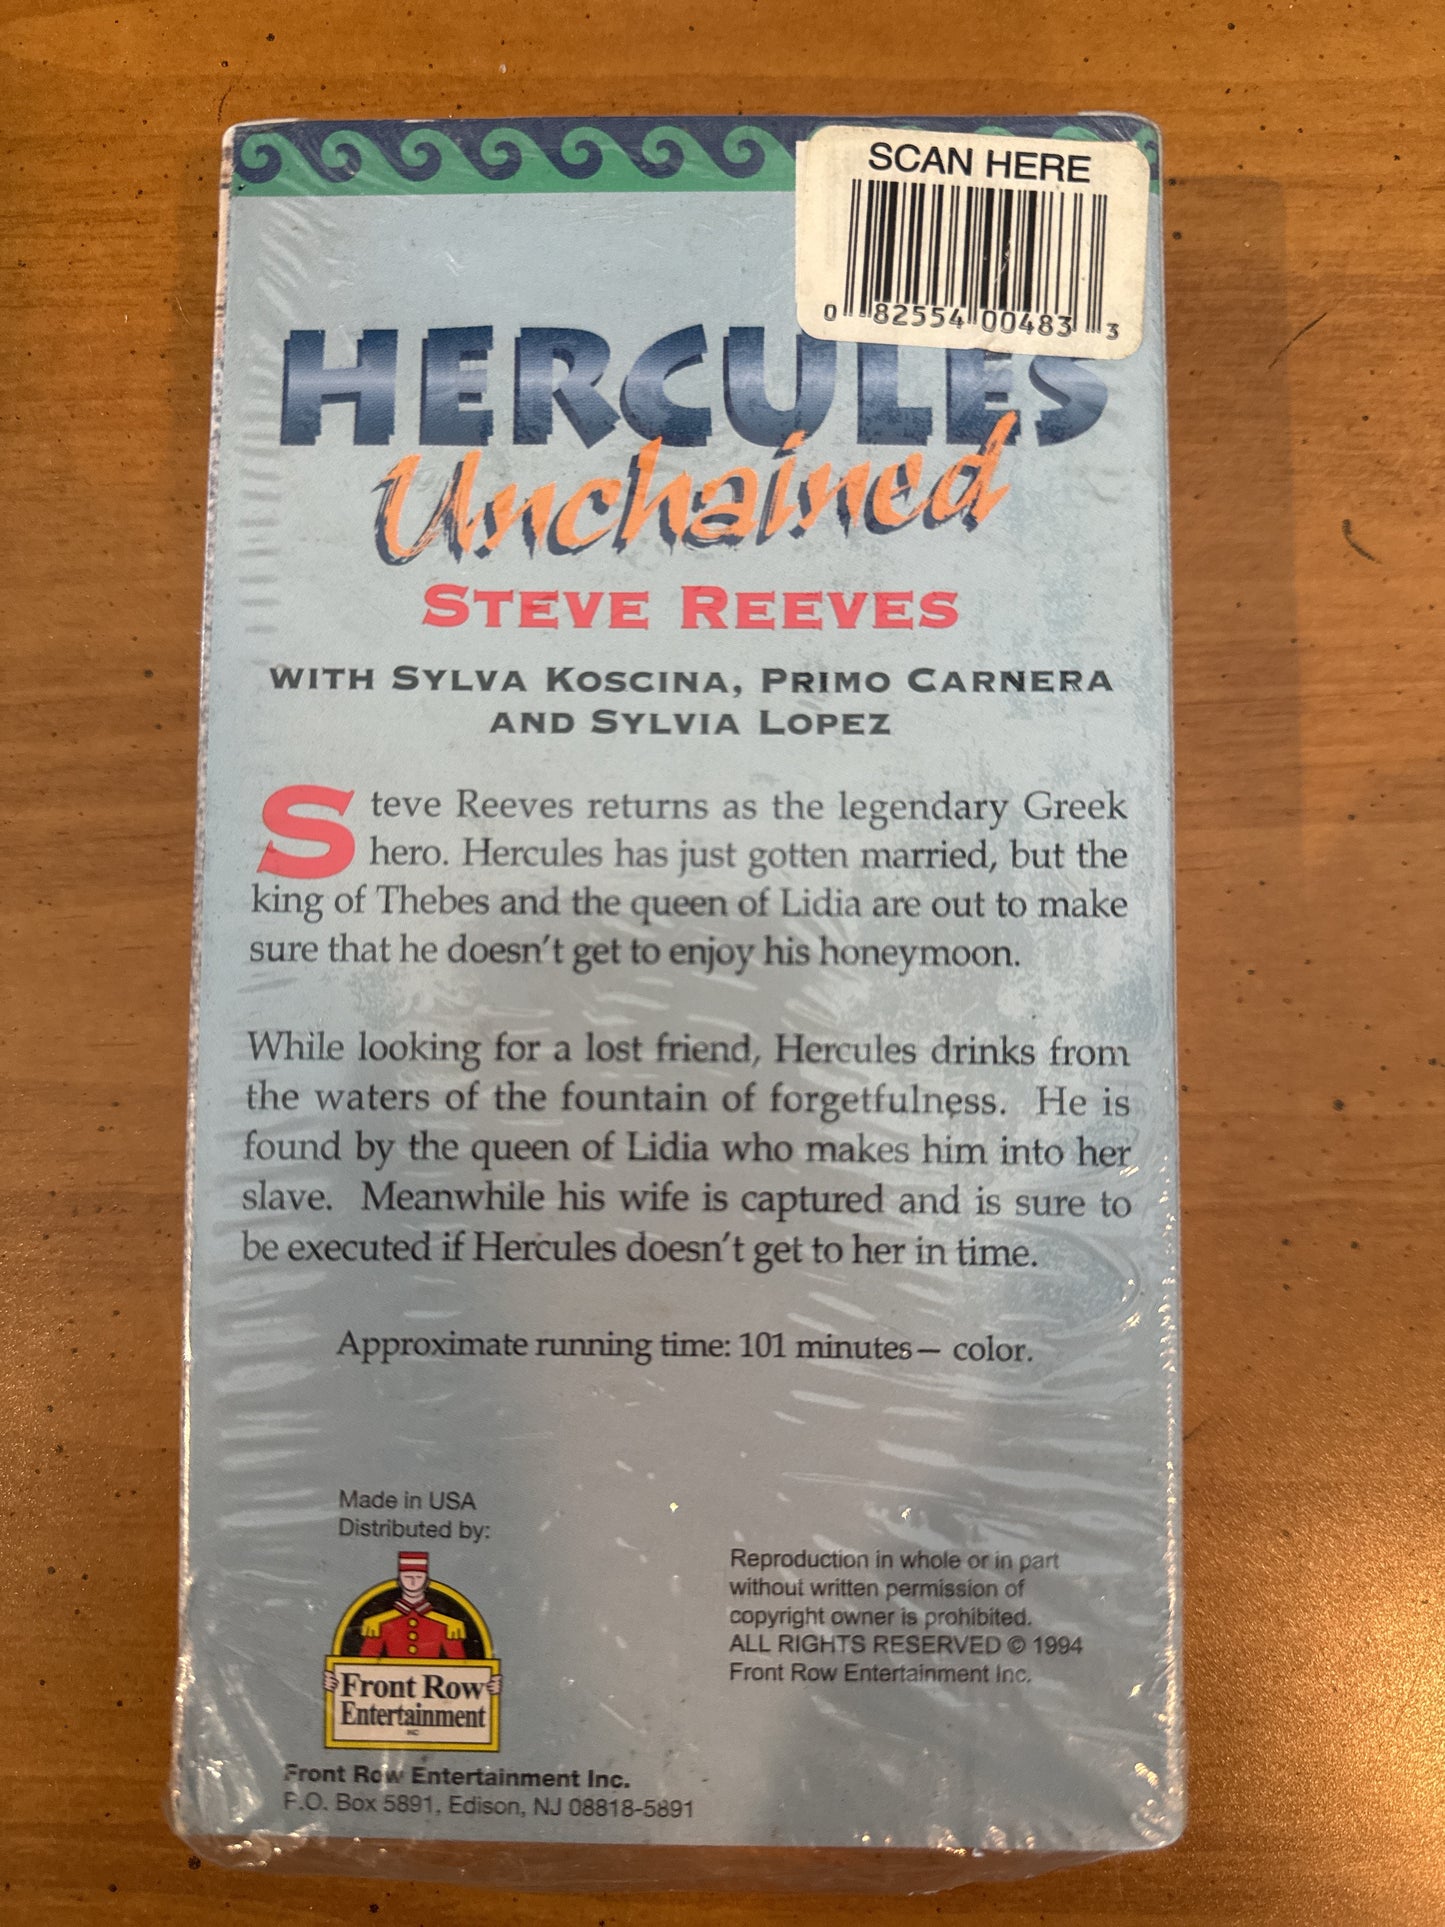 SCAN HERE
0 82554 00483 3
HERCULES
Unchained
STEVE REEVES
WITH SYLVA KOSCINA, PRIMO CARNERA
AND SYLVIA LOPEZ
Steve Reeves returns as the legendary Greek
hero. Hercules has just gotten married, but the
king of Thebes and the queen of Lidia are out to make
sure that he doesn't get to enjoy his honeymoon.
While looking for a lost friend, Hercules drinks from
the waters of the fountain of forgetfulness. He is
found by the queen of Lidia who makes him into her
slave. Meanwhile his wife is captured and is sure to
be executed if Hercules doesn't get to her in time.
Approximate running time: 101 minutes— color.
Made in USA
Distributed by:
Front Row
Entertainment
INC
Front Row Entertainment Inc.
P.O. Box 5891, Edison, NJ 08818-5891
Reproduction in whole or in part
without written permission of
copyright owner is prohibited.
ALL RIGHTS RESERVED © 1994
Front Row Entertainment Inc.